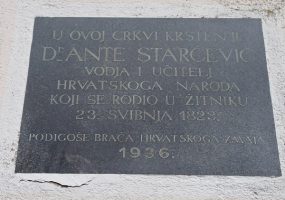 U OVOJ CRKVI KRŠTEN JE
DR ANTE STARČEVIĆ
VODJA I UČITELJ
HRVATSKOGA NARODA
KOJI SE RODIO U ŽITNIKU
23. SVIBNJA 1823.
PODIGOŠE BRAĆA HRVATSKOGA ZMAJA
1936.